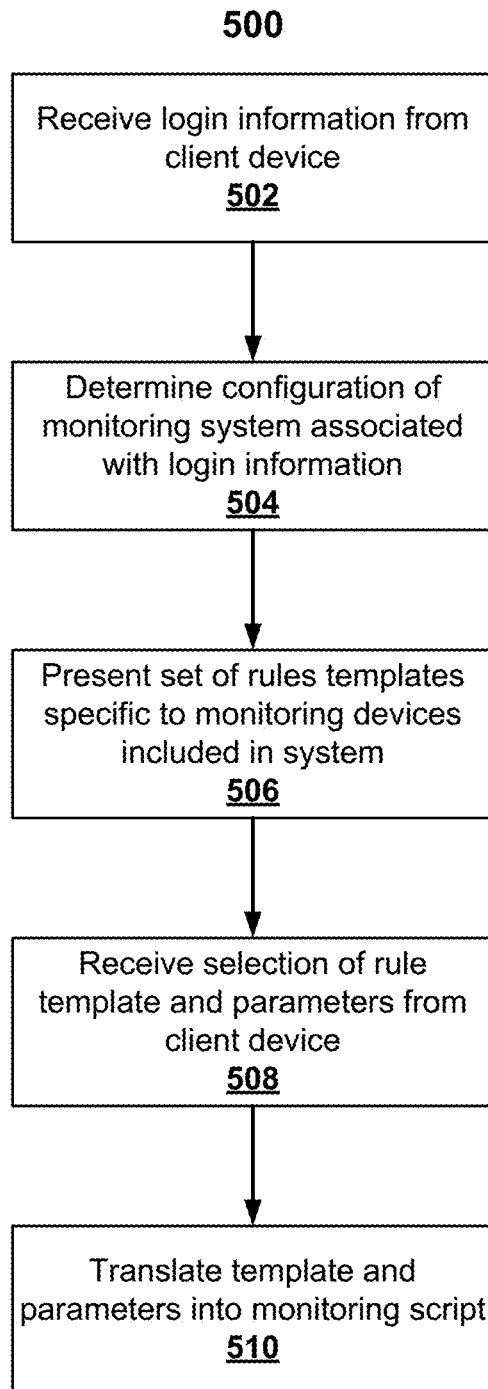 500
Receive login information from
client device
502
Determine configuration of
monitoring system associated
with login information
504
Present set of rules templates
specific to monitoring devices
included in system
506
Receive selection of rule
template and parameters from
client device
508
Translate template and
parameters into monitoring script
510